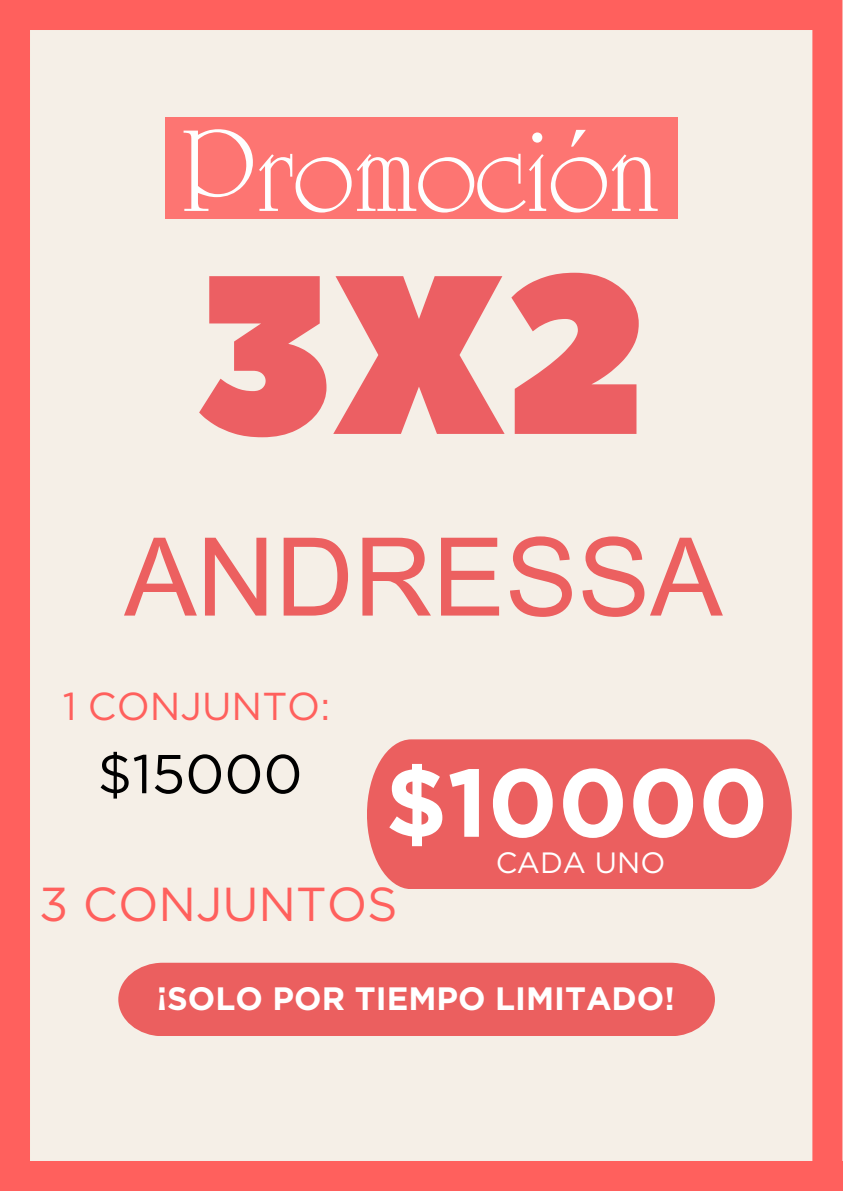 Promoción
3X2
ANDRESSA
1 CONJUNTO:
$15000
$10000
CADA UNO
3 CONJUNTOS
¡SOLO POR TIEMPO LIMITADO!